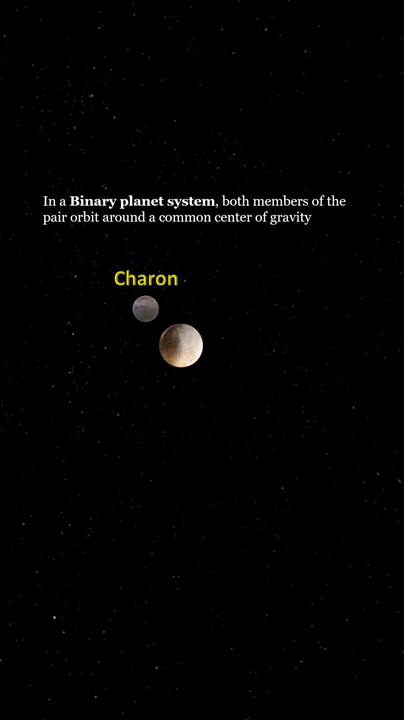 In a Binary planet system, both members of the
pair orbit around a common center of gravity
Charon